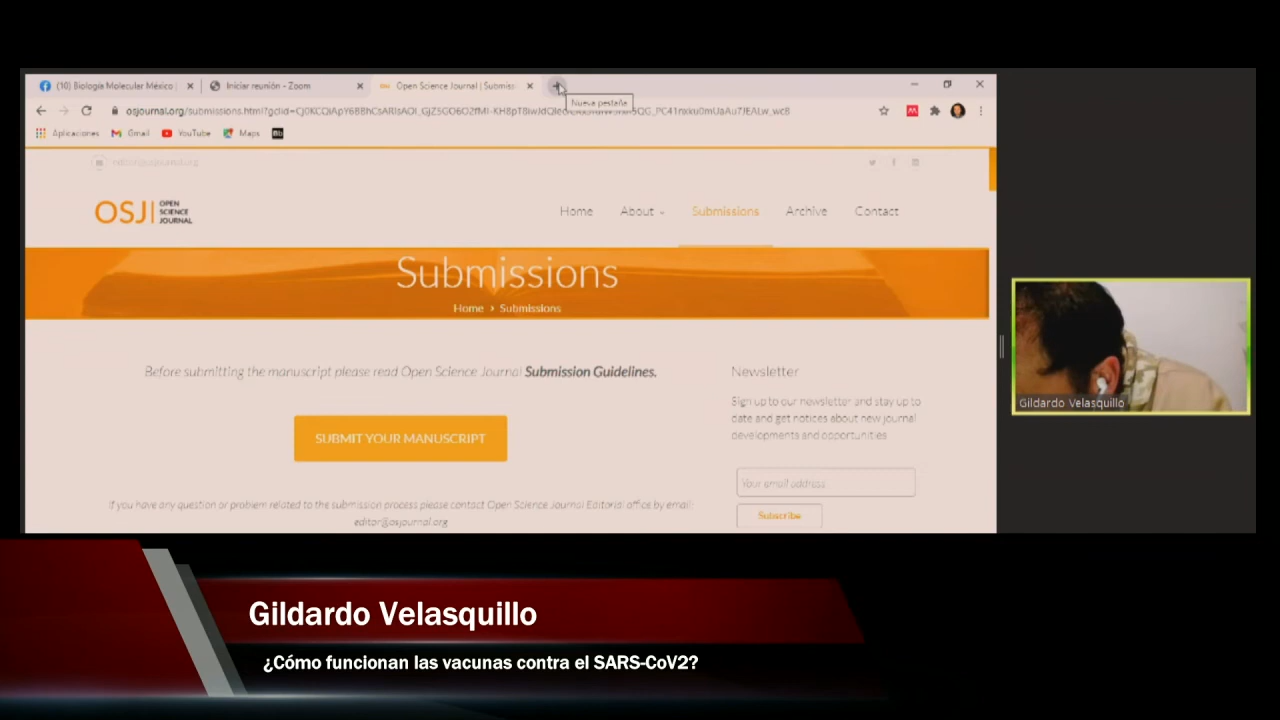 (10) Biología Molecular México |
Iniciar reunión - Zoom
Open Science Journal | Submiss
Nueva pestaña
Aplicaciones
Gmail
YouTube
Maps
editor@osjournal.org
OSJ
OPEN
SCIENCE
JOURNAL
Home
About
Submissions
Archive
Contact
Submissions
Home > Submissions
Before submitting the manuscript please read Open Science Journal Submission Guidelines.
SUBMIT YOUR MANUSCRIPT
If you have any question or problem related to the submission process please contact Open Science Journal Editorial office by email:
editor@osjournal.org
Newsletter
Sign up to our newsletter and stay up to
date and get notices about new journal
developments and opportunities
Your email address
Subscribe
Gildardo Velasquillo
Gildardo Velasquillo
¿Cómo funcionan las vacunas contra el SARS-CoV2?